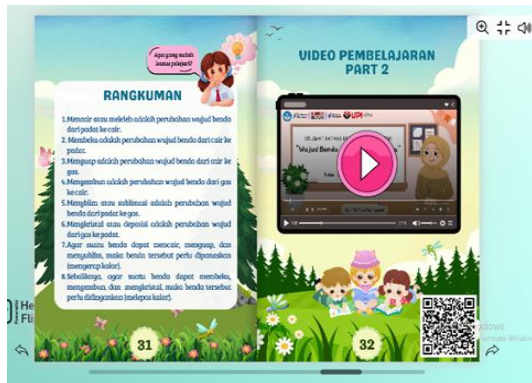 Apa yang sudah
kamu pelajari?
RANGKUMAN
1.Mencair atau meleleh adalah perubahan wujud benda
dari padat ke cair.
2. Membeku adalah perubahan wujud benda dari cair ke
padat.
3.Menguap adalah perubahan wujud benda dari cair ke
gas.
4.Mengembun adalah perubahan wujud benda dari gas
ke cair.
5.Menyublim atau sublimasi adalah perubahan wujud
benda dari padat ke gas.
6.Mengkristal atau deposisi adalah perubahan wujud
dari gas ke padat.
7.Agar suatu benda dapat mencair, menguap, dan
menyublim, maka benda tersebut perlu dipanaskan
(menyerap kalor).
8.Sebaliknya, agar suatu benda dapat membeku,
mengembun, dan mengkristal, maka benda tersebut
perlu didinginkan (melepas kalor).
31
VIDEO PEMBELAJARAN
PART 2
UPI
"Wujud Benda
32
He
Fli